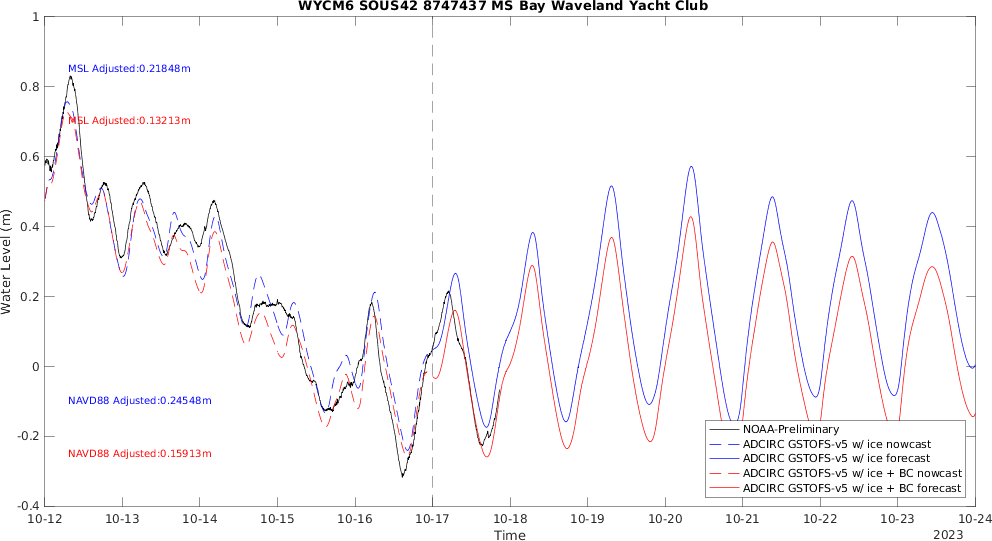 WYCM6 SOUS42 8747437 MS Bay Waveland Yacht Club
1
0.8
0.6
0.4
0.2
0
-0.2
-0.4
Water Level (m)
MSL Adjusted:0.21848m
MSL Adjusted:0.13213m
NAVD88 Adjusted:0.24548m
NAVD88 Adjusted:0.15913m
NOAA-Preliminary
ADCIRC GSTOFS-v5 w/ ice nowcast
ADCIRC GSTOFS-v5 w/ ice forecast
ADCIRC GSTOFS-v5 w/ ice + BC nowcast
ADCIRC GSTOFS-v5 w/ ice + BC forecast
10-12 10-13 10-14 10-15 10-16 10-17 10-18 10-19 10-20 10-21 10-22 10-23 10-24
Time
2023